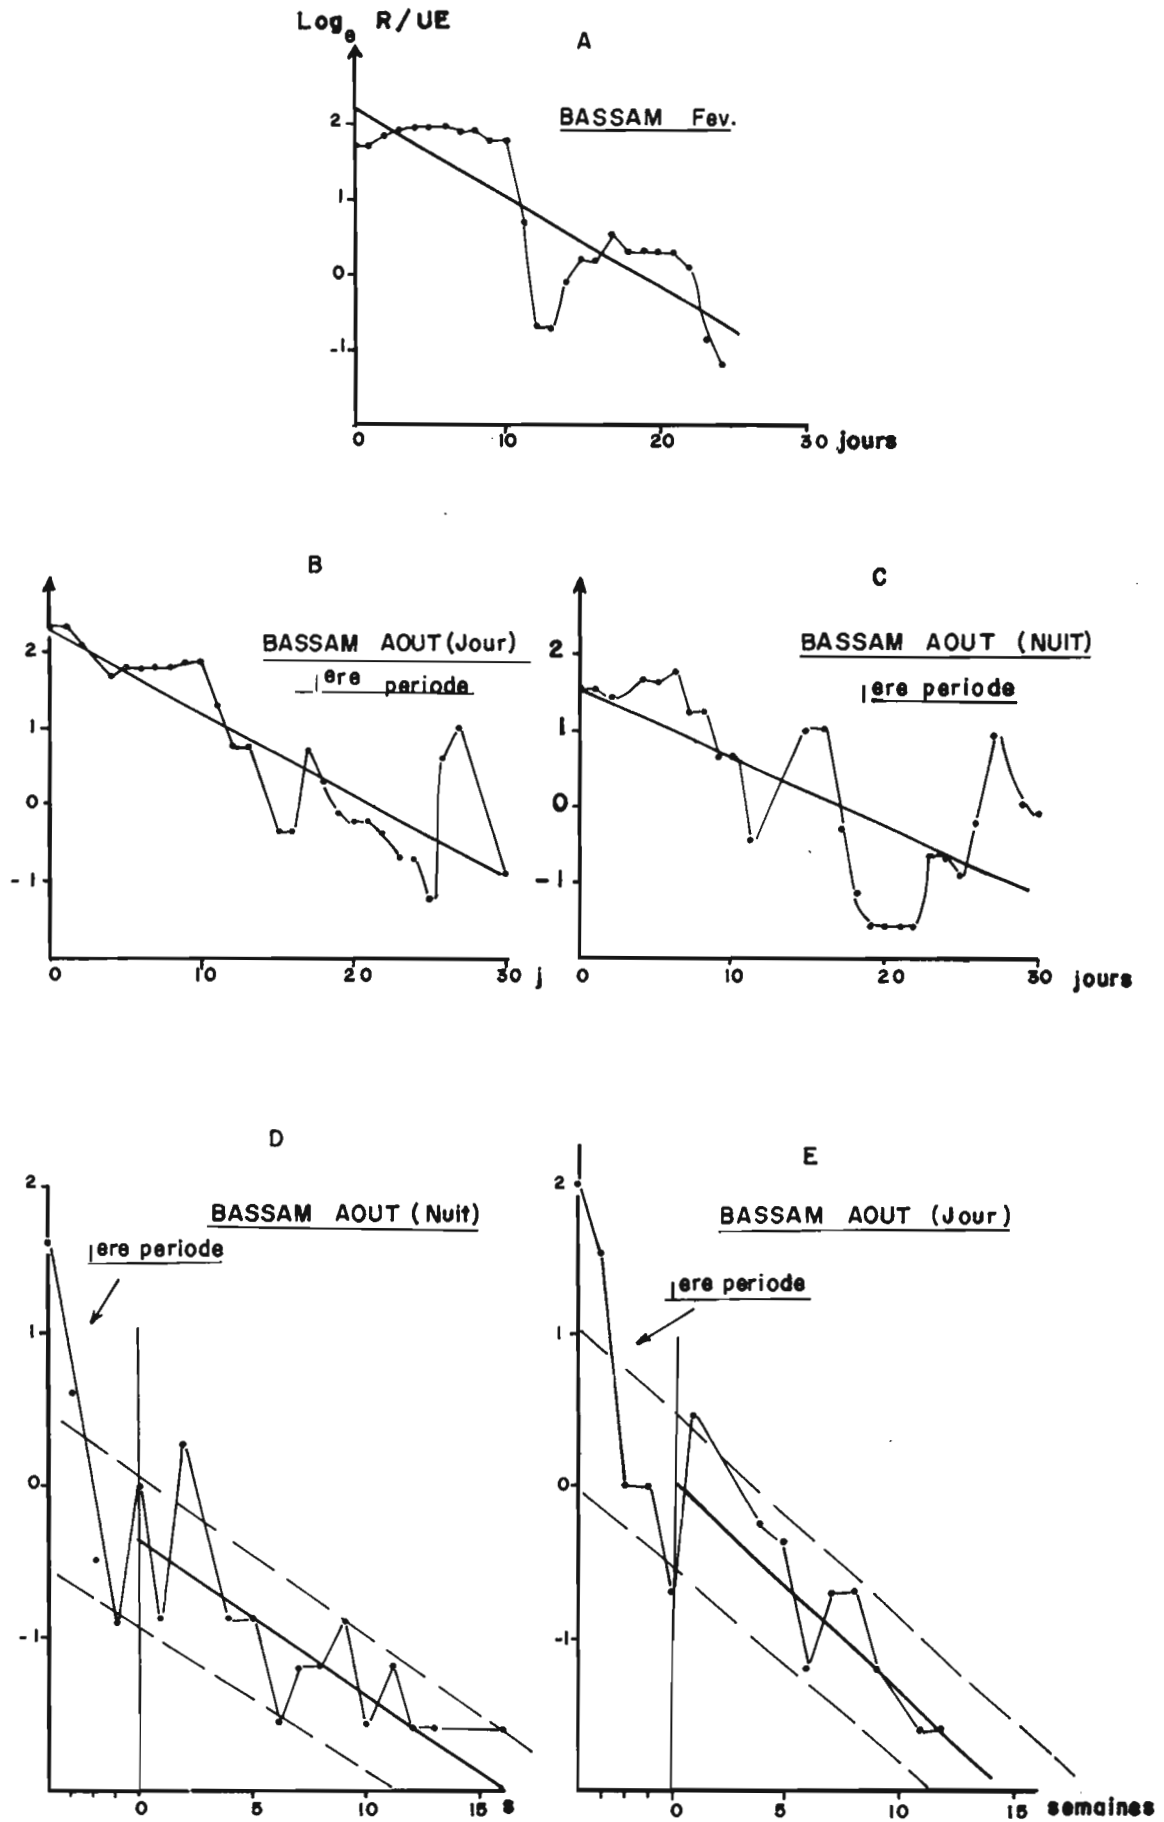 Logₑ R/UE
A
BASSAM Fev.
2
1
0
-1
0 10 20 30 jours
B
BASSAM AOUT (Jour)
1ere periode
2
1
0
-1
0 10 20 30 j
C
BASSAM AOUT (NUIT)
1ere periode
2
1
0
-1
0 10 20 30 jours
D
BASSAM AOUT (Nuit)
1ere periode
2
1
0
-1
0 5 10 15 s
E
BASSAM AOUT (Jour)
1ere periode
2
1
0
-1
0 5 10 15 semaines